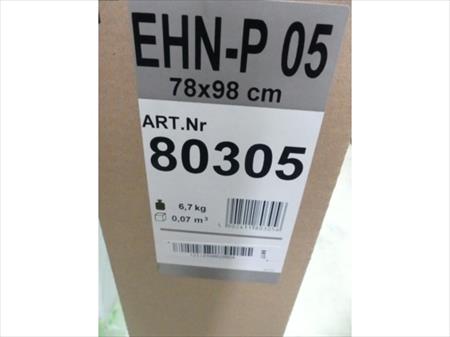 EHN-P 05
78x98 cm
ART.Nr
80305
6,7 kg
0,07 m³